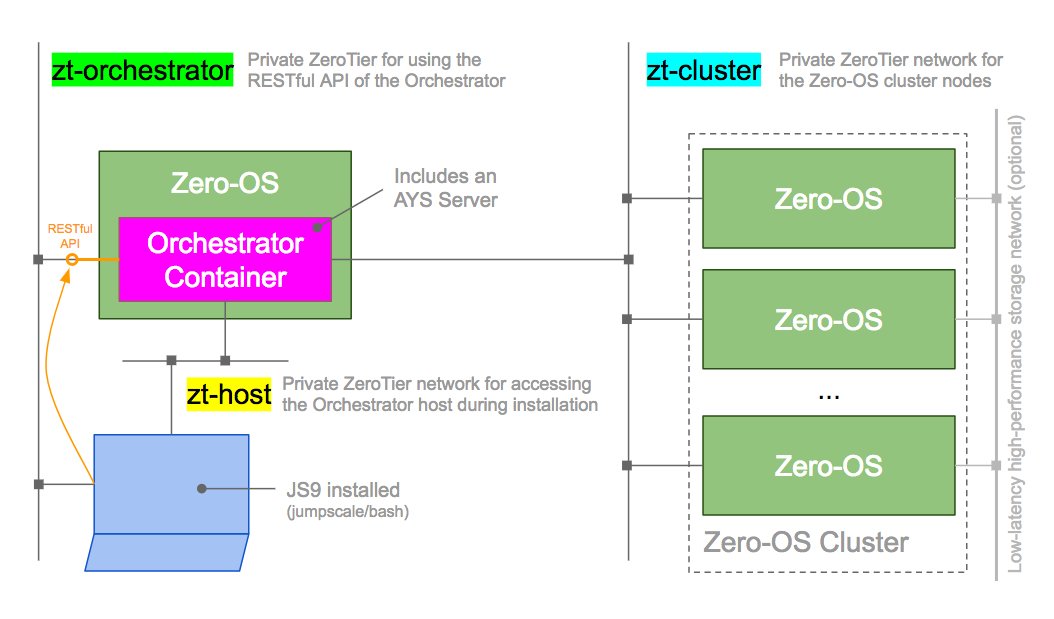 zt-orchestrator
Private ZeroTier for using the
RESTful API of the Orchestrator
zt-cluster
Private ZeroTier network for
the Zero-OS cluster nodes
Zero-OS
Includes an
AYS Server
RESTful
API
Orchestrator
Container
zt-host
Private ZeroTier network for accessing
the Orchestrator host during installation
JS9 installed
(jumpscale/bash)
Zero-OS
Zero-OS
...
Zero-OS
Zero-OS Cluster
Low-latency high-performance storage network (optional)